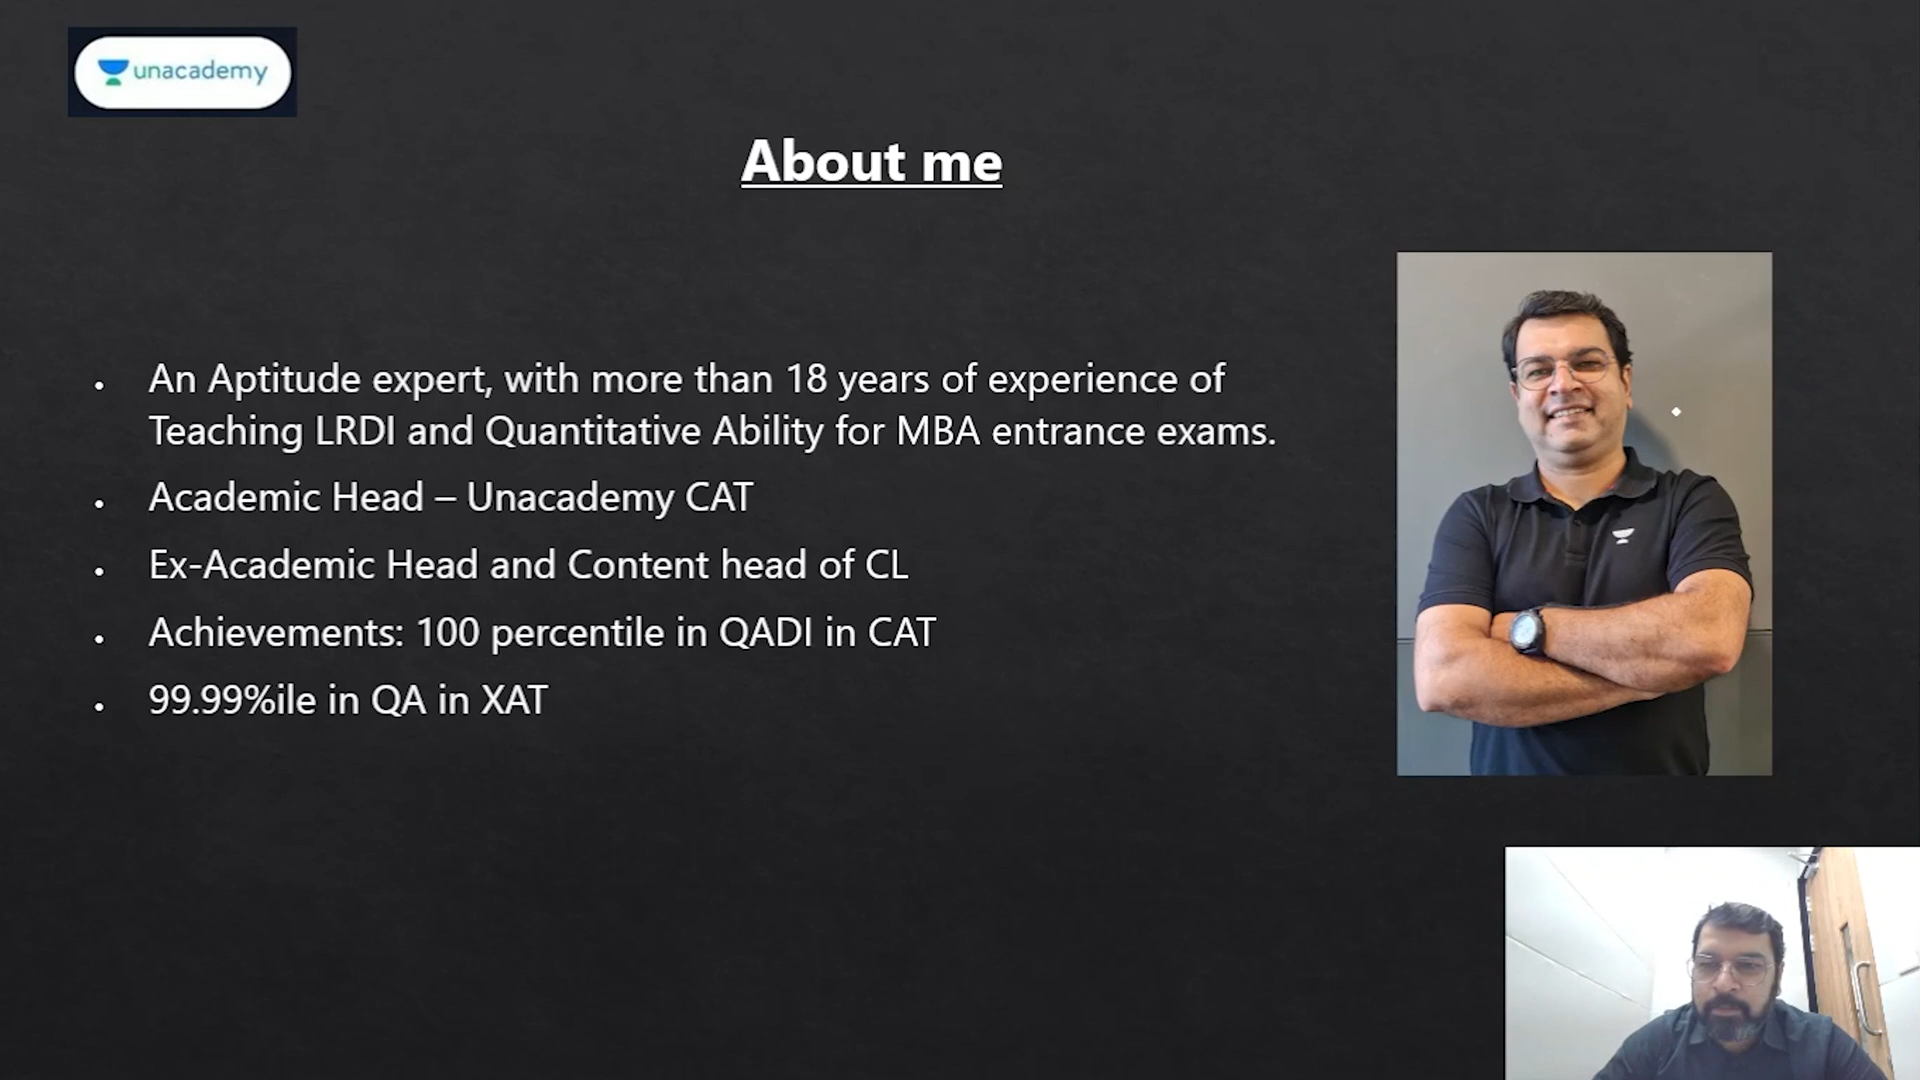 unacademy
About me
• An Aptitude expert, with more than 18 years of experience of
Teaching LRDI and Quantitative Ability for MBA entrance exams.
• Academic Head – Unacademy CAT
• Ex-Academic Head and Content head of CL
• Achievements: 100 percentile in QADI in CAT
• 99.99%ile in QA in XAT